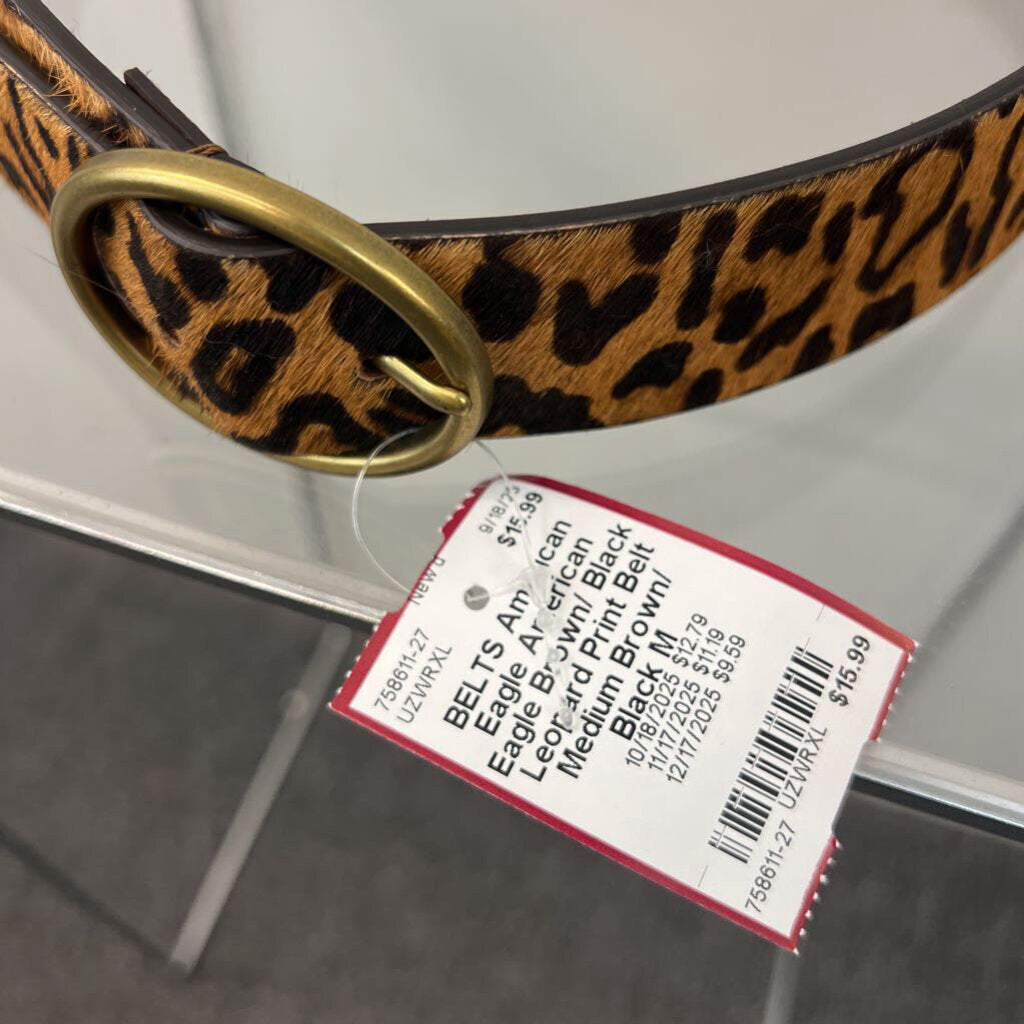 758611-27
UZWRXL
New'd
9/18/25
$15.99
BELTS American
Eagle American
Eagle Brown/ Black
Leopard Print Belt
Medium Brown/
Black M
10/18/2025 $12.79
11/17/2025 $11.19
12/17/2025 $9.59
758611-27 UZWRXL
$15.99